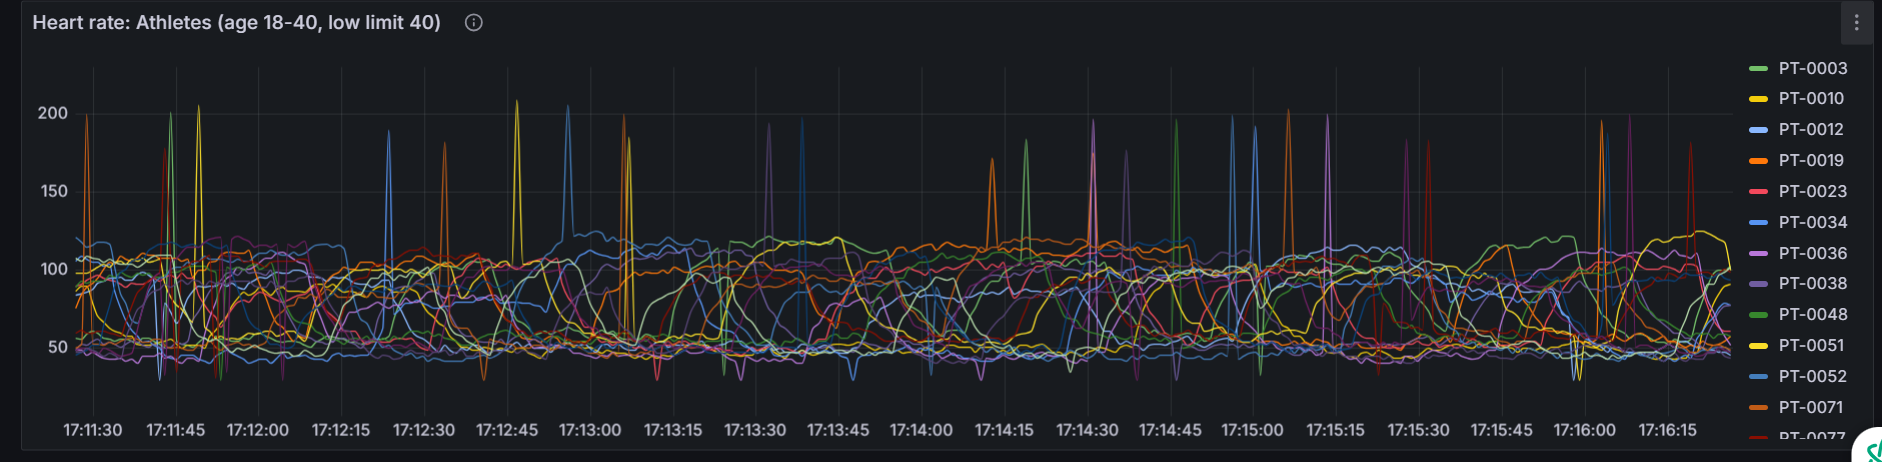 Heart rate: Athletes (age 18-40, low limit 40)
200
150
100
50
17:11:30 17:11:45 17:12:00 17:12:15 17:12:30 17:12:45 17:13:00 17:13:15 17:13:30 17:13:45 17:14:00 17:14:15 17:14:30 17:14:45 17:15:00 17:15:15 17:15:30 17:15:45 17:16:00 17:16:15
PT-0003
PT-0010
PT-0012
PT-0019
PT-0023
PT-0034
PT-0036
PT-0038
PT-0048
PT-0051
PT-0052
PT-0071
PT-0077